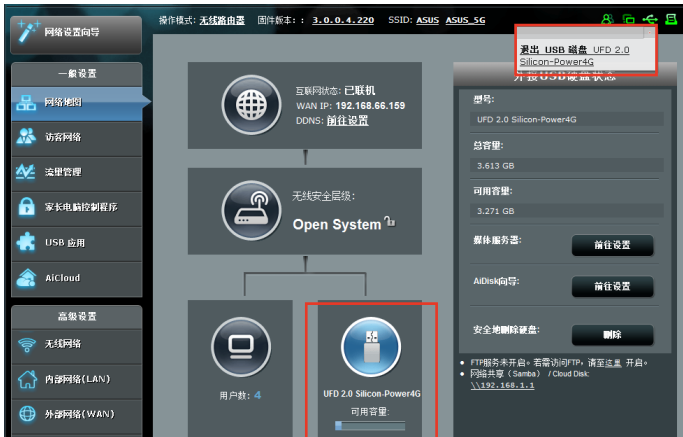 网络设置向导
操作模式: 无线路由器 固件版本: : 3.0.0.4.220 SSID: ASUS ASUS_5G
退出 USB 磁盘 UFD 2.0
Silicon-Power4G
一般设置
网络地图
访客网络
流量管理
家长电脑控制程序
USB 应用
AiCloud
高级设置
无线网络
内部网络(LAN)
外部网络(WAN)
互联网状态: 已联机
WAN IP: 192.168.66.159
DDNS: 前往设置
无线安全层级:
Open System
用户数: 4
UFD 2.0 Silicon-Power4G
可用容量:
外接USB硬盘状态
型号:
UFD 2.0 Silicon-Power4G
总容量:
3.613 GB
可用容量:
3.271 GB
媒体服务器: 前往设置
AiDisk向导: 前往设置
安全地删除硬盘: 删除
FTP服务未开启。若需访问FTP，请至这里 开启。
网络共享（Samba） / Cloud Disk:
\\192.168.1.1